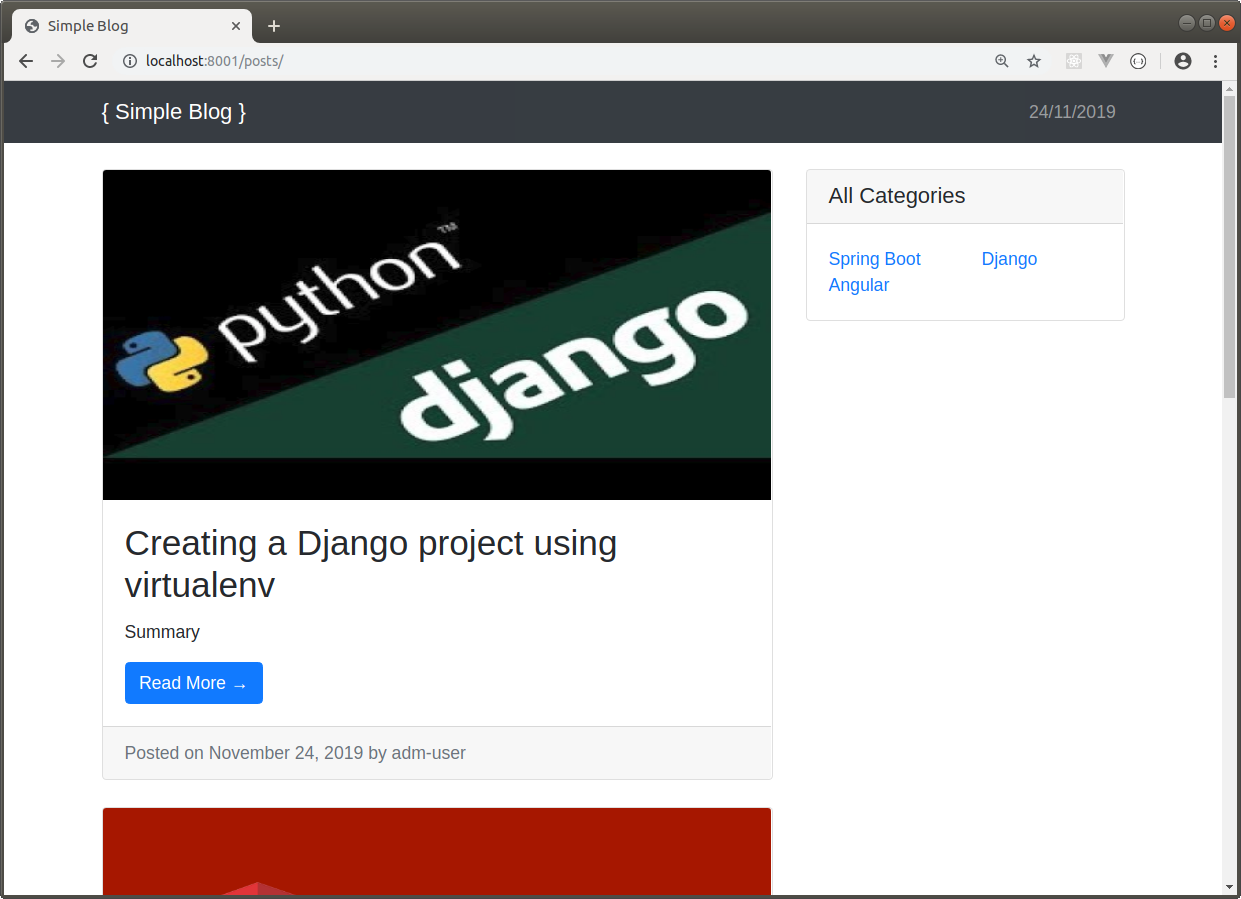 Simple Blog
localhost:8001/posts/
{ Simple Blog }
24/11/2019
python™
django
Creating a Django project using
virtualenv
Summary
Read More →
Posted on November 24, 2019 by adm-user
All Categories
Spring Boot
Django
Angular